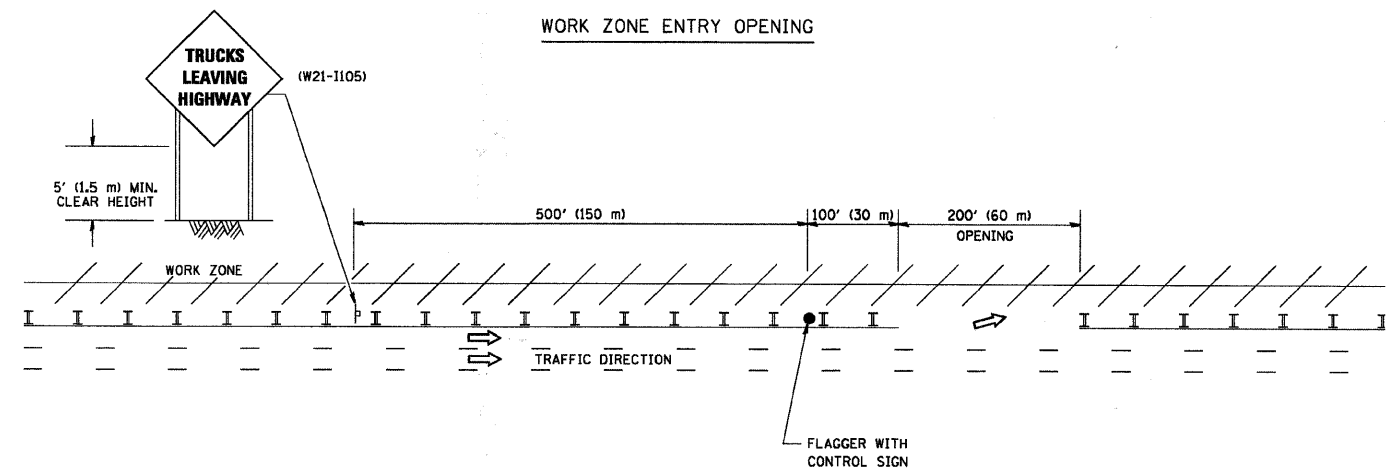 WORK ZONE ENTRY OPENING
TRUCKS
LEAVING
HIGHWAY
(W21-I105)
5' (1.5 m) MIN.
CLEAR HEIGHT
500' (150 m)
100' (30 m)
200' (60 m)
OPENING
WORK ZONE
TRAFFIC DIRECTION
FLAGGER WITH
CONTROL SIGN